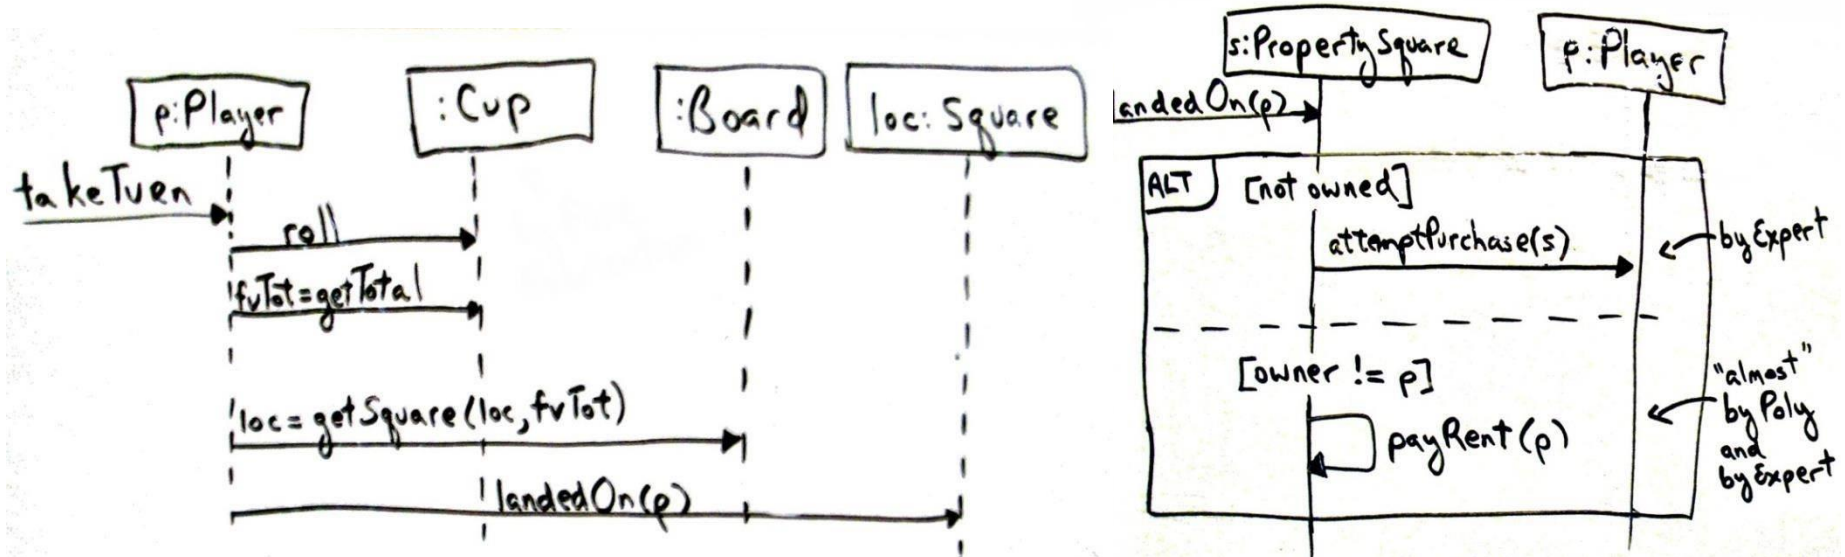 p:Player
:Cup
:Board
loc: Square
takeTurn
roll
fvTot=getTotal
loc=getSquare(loc,fvTot)
landedOn(p)
s:PropertySquare
p:Player
landedOn(p)
ALT
[not owned]
attemptPurchase(s)
by Expert
[owner != p]
payRent(p)
"almost"
by Poly
and
by Expert